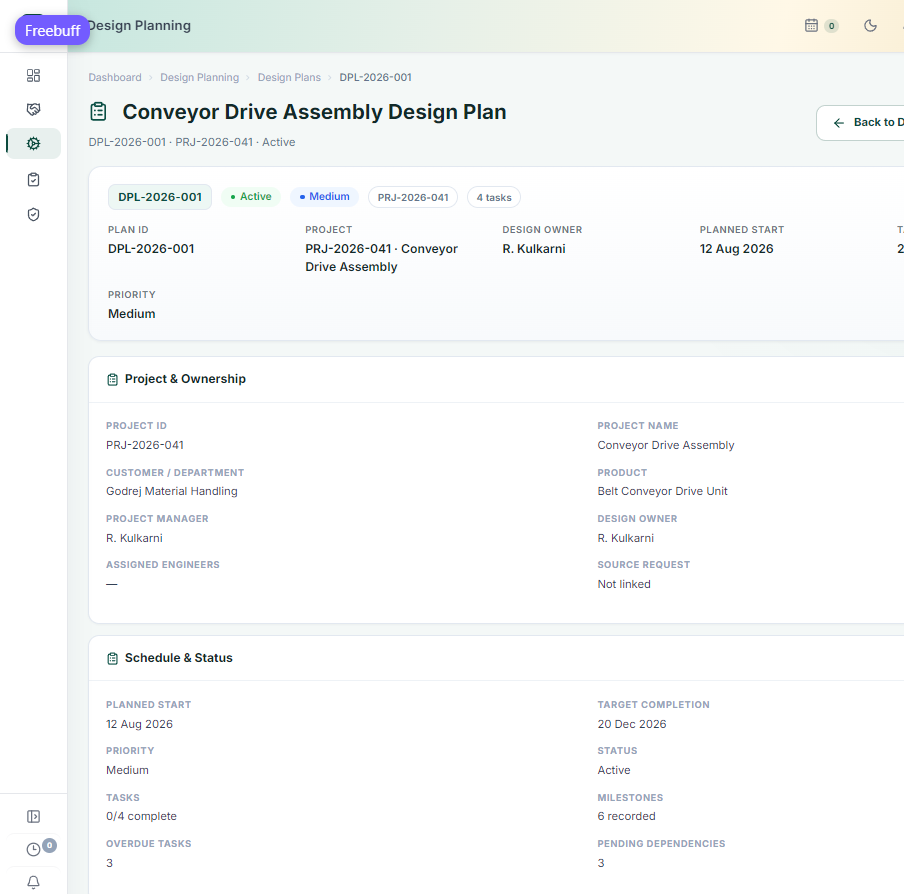 Freebuff
Design Planning
0
Dashboard › Design Planning › Design Plans › DPL-2026-001
Conveyor Drive Assembly Design Plan
Back to D
DPL-2026-001 · PRJ-2026-041 · Active
DPL-2026-001
Active
Medium
PRJ-2026-041
4 tasks
PLAN ID
DPL-2026-001
PROJECT
PRJ-2026-041 · Conveyor
Drive Assembly
DESIGN OWNER
R. Kulkarni
PLANNED START
12 Aug 2026
T
2
PRIORITY
Medium
Project & Ownership
PROJECT ID
PRJ-2026-041
PROJECT NAME
Conveyor Drive Assembly
CUSTOMER / DEPARTMENT
Godrej Material Handling
PRODUCT
Belt Conveyor Drive Unit
PROJECT MANAGER
R. Kulkarni
DESIGN OWNER
R. Kulkarni
ASSIGNED ENGINEERS
—
SOURCE REQUEST
Not linked
Schedule & Status
PLANNED START
12 Aug 2026
TARGET COMPLETION
20 Dec 2026
PRIORITY
Medium
STATUS
Active
TASKS
0/4 complete
MILESTONES
6 recorded
OVERDUE TASKS
3
PENDING DEPENDENCIES
3
0